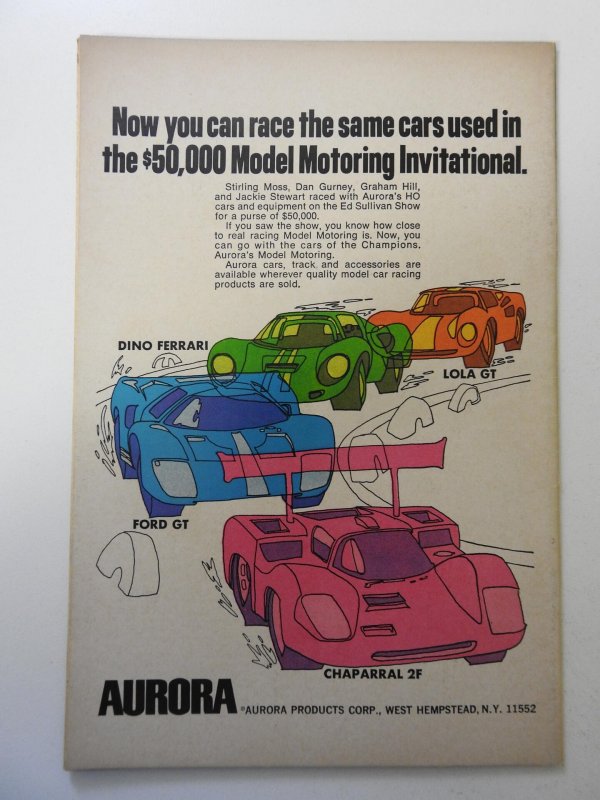 Now you can race the same cars used in
the $50,000 Model Motoring Invitational.
Stirling Moss, Dan Gurney, Graham Hill,
and Jackie Stewart raced with Aurora's HO
cars and equipment on the Ed Sullivan Show
for a purse of $50,000.
If you saw the show, you know how close
to real racing Model Motoring is. Now, you
can go with the cars of the Champions.
Aurora's Model Motoring.
Aurora cars, track and accessories are
available wherever quality model car racing
products are sold.
DINO FERRARI
LOLA GT
FORD GT
CHAPARRAL 2F
AURORA ®AURORA PRODUCTS CORP., WEST HEMPSTEAD, N.Y. 11552